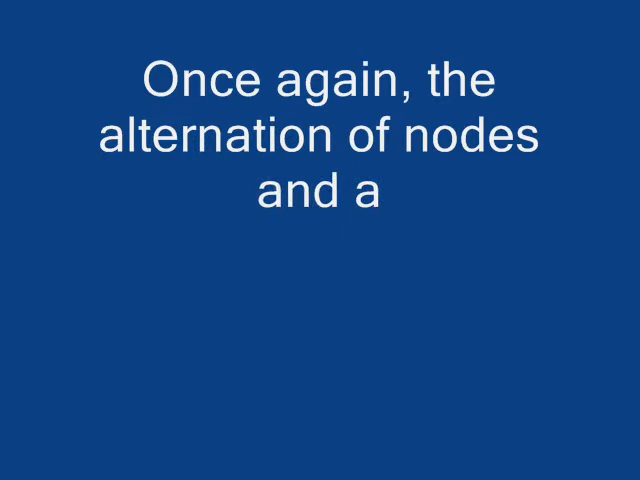 Once again, the
alternation of nodes
and a